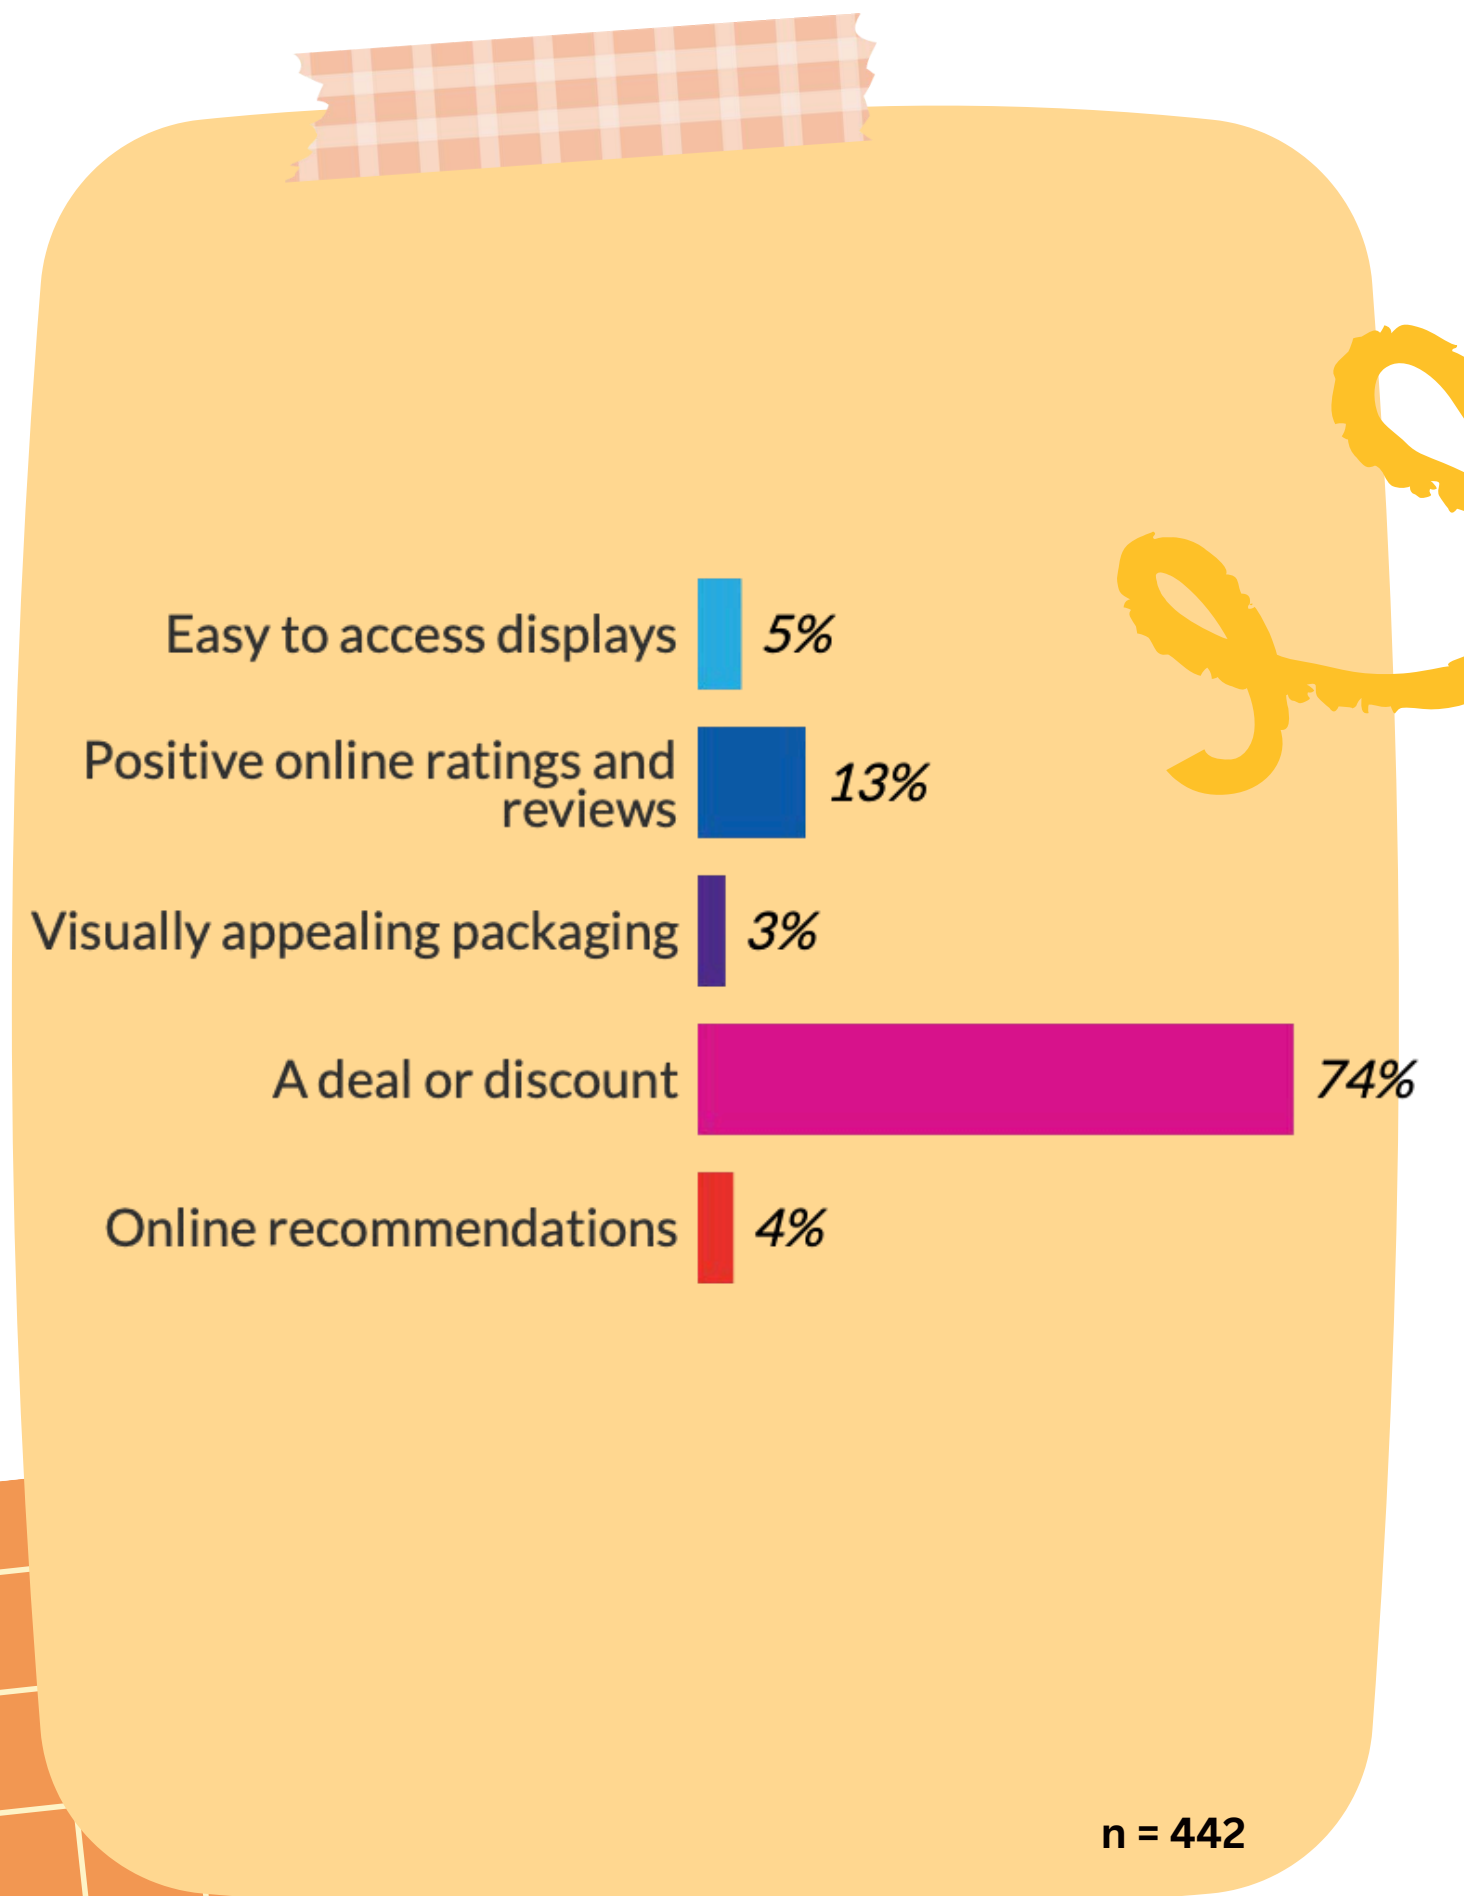 Easy to access displays 5%
Positive online ratings and
reviews 13%
Visually appealing packaging 3%
A deal or discount 74%
Online recommendations 4%
n = 442